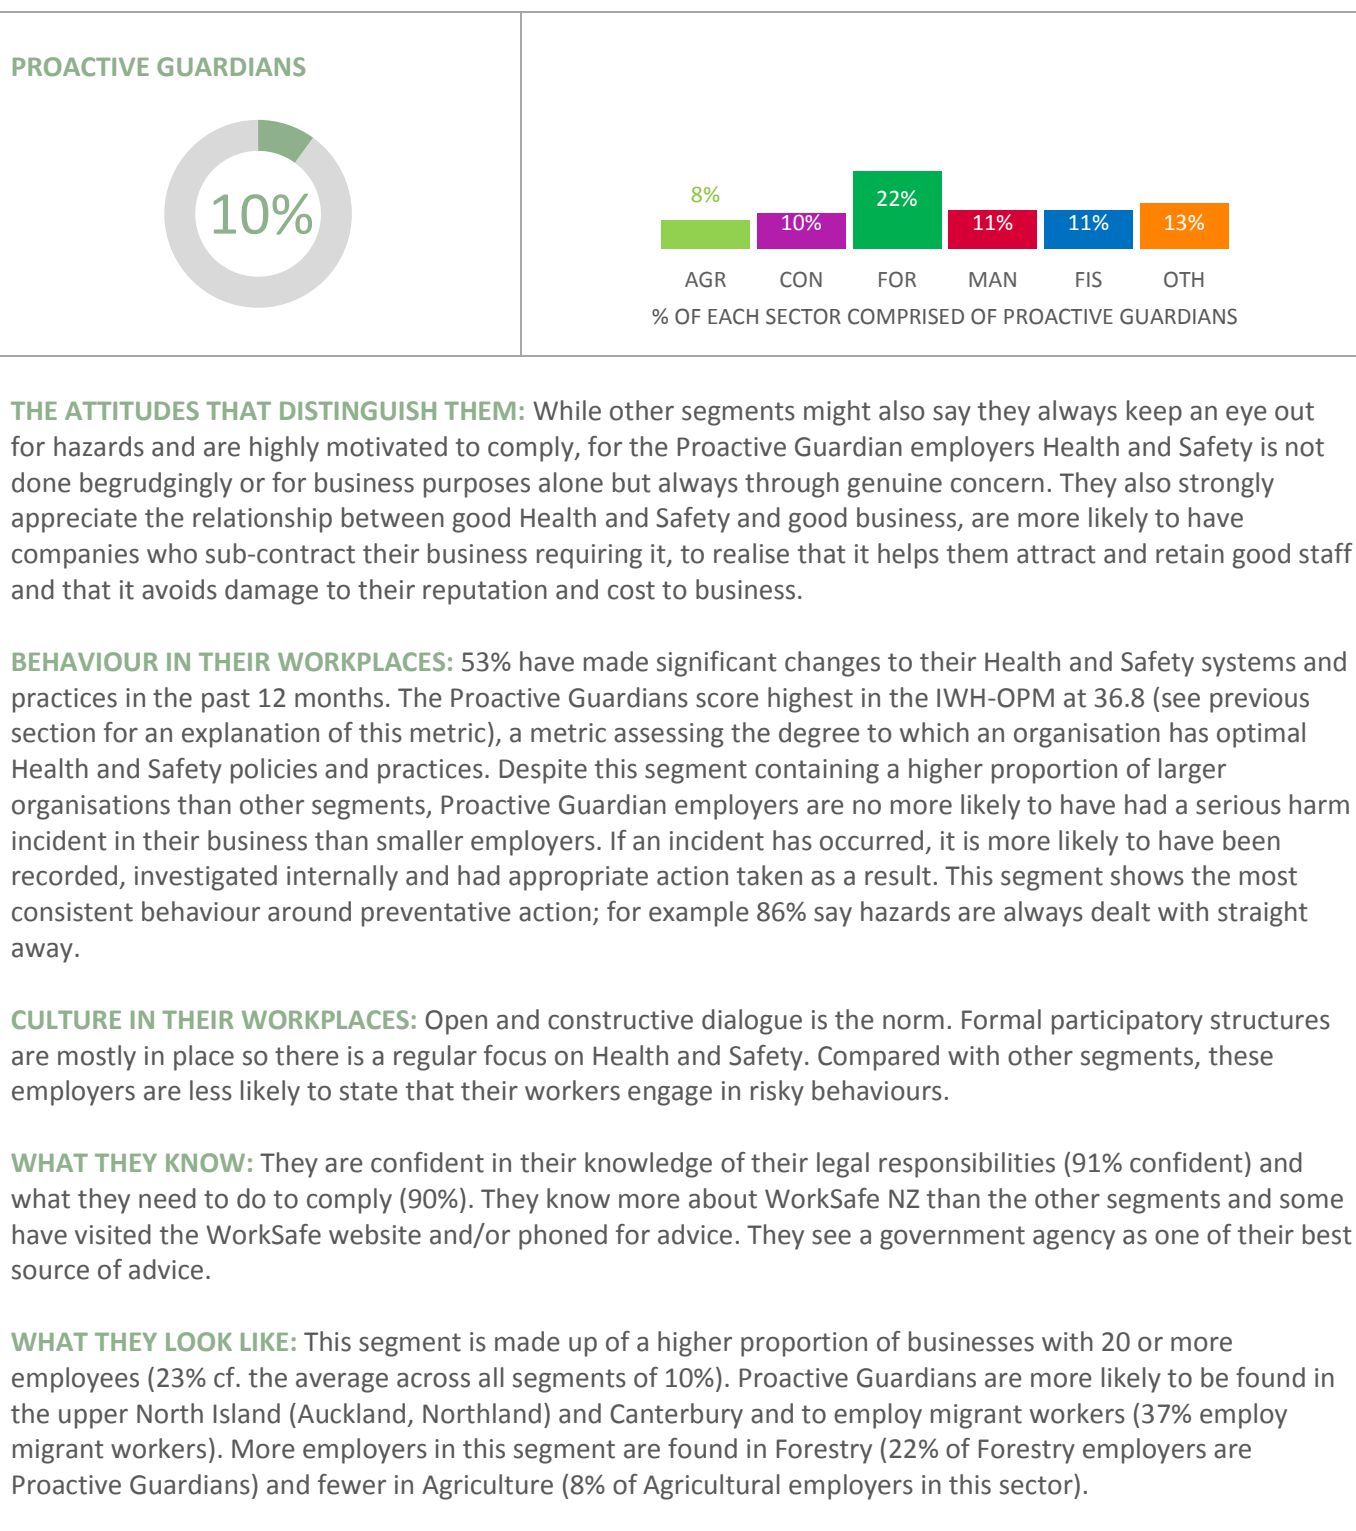 PROACTIVE GUARDIANS
10%
8%
10%
22%
11%
11%
13%
AGR
CON
FOR
MAN
FIS
OTH
% OF EACH SECTOR COMPRISED OF PROACTIVE GUARDIANS
THE ATTITUDES THAT DISTINGUISH THEM: While other segments might also say they always keep an eye out
for hazards and are highly motivated to comply, for the Proactive Guardian employers Health and Safety is not
done begrudgingly or for business purposes alone but always through genuine concern. They also strongly
appreciate the relationship between good Health and Safety and good business, are more likely to have
companies who sub-contract their business requiring it, to realise that it helps them attract and retain good staff
and that it avoids damage to their reputation and cost to business.
BEHAVIOUR IN THEIR WORKPLACES: 53% have made significant changes to their Health and Safety systems and
practices in the past 12 months. The Proactive Guardians score highest in the IWH-OPM at 36.8 (see previous
section for an explanation of this metric), a metric assessing the degree to which an organisation has optimal
Health and Safety policies and practices. Despite this segment containing a higher proportion of larger
organisations than other segments, Proactive Guardian employers are no more likely to have had a serious harm
incident in their business than smaller employers. If an incident has occurred, it is more likely to have been
recorded, investigated internally and had appropriate action taken as a result. This segment shows the most
consistent behaviour around preventative action; for example 86% say hazards are always dealt with straight
away.
CULTURE IN THEIR WORKPLACES: Open and constructive dialogue is the norm. Formal participatory structures
are mostly in place so there is a regular focus on Health and Safety. Compared with other segments, these
employers are less likely to state that their workers engage in risky behaviours.
WHAT THEY KNOW: They are confident in their knowledge of their legal responsibilities (91% confident) and
what they need to do to comply (90%). They know more about WorkSafe NZ than the other segments and some
have visited the WorkSafe website and/or phoned for advice. They see a government agency as one of their best
source of advice.
WHAT THEY LOOK LIKE: This segment is made up of a higher proportion of businesses with 20 or more
employees (23% cf. the average across all segments of 10%). Proactive Guardians are more likely to be found in
the upper North Island (Auckland, Northland) and Canterbury and to employ migrant workers (37% employ
migrant workers). More employers in this segment are found in Forestry (22% of Forestry employers are
Proactive Guardians) and fewer in Agriculture (8% of Agricultural employers in this sector).